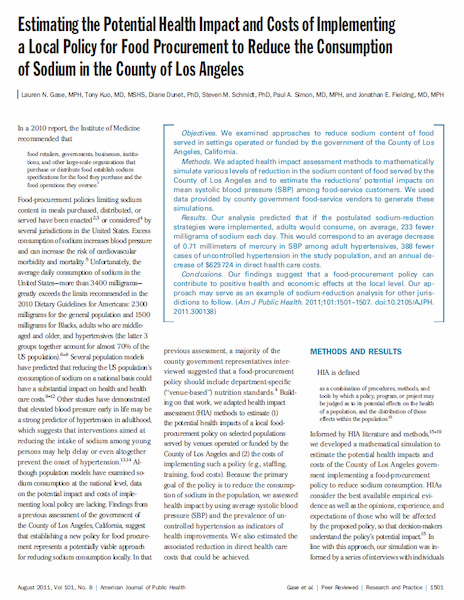 Estimating the Potential Health Impact and Costs of Implementing
a Local Policy for Food Procurement to Reduce the Consumption
of Sodium in the County of Los Angeles
Lauren N. Gase, MPH, Tony Kuo, MD, MSHS, Diane Dunet, PhD, Steven M. Schmidt, PhD, Paul A. Simon, MD, MPH, and Jonathan E. Fielding, MD, MPH
In a 2010 report, the Institute of Medicine
recommended that
food retailers, governments, businesses, institu-
tions, and other large-scale organizations that
purchase or distribute food establish sodium
specifications for the food they purchase and the
food operations they oversee.1
Food-procurement policies limiting sodium
content in meals purchased, distributed, or
served have been enacted2,3 or considered4 by
several jurisdictions in the United States. Excess
consumption of sodium increases blood pressure
and can increase the risk of cardiovascular
morbidity and mortality.5 Unfortunately, the
average daily consumption of sodium in the
United States—more than 3400 milligrams—
greatly exceeds the limits recommended in the
2010 Dietary Guidelines for Americans: 2300
milligrams for the general population and 1500
milligrams for Blacks, adults who are middle-
aged and older, and hypertensives (the latter 3
groups together account for almost 70% of the
US population).6–8 Several population models
have predicted that reducing the US population's
consumption of sodium on a national basis could
have a substantial impact on health and health
care costs.9–12 Other studies have demonstrated
that elevated blood pressure early in life may be
a strong predictor of hypertension in adulthood,
which suggests that interventions aimed at
reducing the intake of sodium among young
persons may help delay or even altogether
prevent the onset of hypertension.13,14 Al-
though population models have examined so-
dium consumption at the national level, data
on the potential impact and costs of imple-
menting local policies are lacking. Findings from
a previous assessment of the government of
the County of Los Angeles, California, suggest
that establishing a new policy for food procure-
ment represents a potentially viable approach
for reducing sodium consumption locally. In that
Objectives. We examined approaches to reduce sodium content of food
served in settings operated or funded by the government of the County of Los
Angeles, California.
Methods. We adapted health impact assessment methods to mathematically
simulate various levels of reduction in the sodium content of food served by the
County of Los Angeles and to estimate the reductions' potential impacts on
mean systolic blood pressure (SBP) among food-service customers. We used
data provided by county government food-service vendors to generate these
simulations.
Results. Our analysis predicted that if the postulated sodium-reduction
strategies were implemented, adults would consume, on average, 233 fewer
milligrams of sodium each day. This would correspond to an average decrease
of 0.71 millimeters of mercury in SBP among adult hypertensives, 388 fewer
cases of uncontrolled hypertension in the study population, and an annual de-
crease of $629 724 in direct health care costs.
Conclusions. Our findings suggest that a food-procurement policy can
contribute to positive health and economic effects at the local level. Our ap-
proach may serve as an example of sodium-reduction analysis for other juris-
dictions to follow. (Am J Public Health. 2011;101:1501–1507. doi:10.2105/AJPH.
2011.300138)
previous assessment, a majority of the
county government representatives inter-
viewed suggested that a food-procurement
policy should include department-specific
("venue-based") nutrition standards.4 Build-
ing on that work, we adapted health impact
assessment (HIA) methods to estimate (1)
the potential health impacts of a local food-
procurement policy on selected populations
served by venues operated or funded by the
County of Los Angeles and (2) the costs of
implementing such a policy (e.g., staffing,
training, food costs). Because the primary
goal of the policy is to reduce the consump-
tion of sodium in the population, we assessed
health impact by using average systolic blood
pressure (SBP) and the prevalence of un-
controlled hypertension as indicators of
health improvements. We also estimated the
associated reduction in direct health care
costs that could be achieved.
METHODS AND RESULTS
HIA is defined
as a combination of procedures, methods, and
tools by which a policy, program, or project may
be judged as to its potential effects on the health
of a population, and the distribution of those
effects within the population.15
Informed by HIA literature and methods,15–19
we developed a mathematical simulation to
estimate the potential health impacts and
costs of the County of Los Angeles govern-
ment implementing a food-procurement
policy to reduce sodium consumption. HIAs
consider the best available empirical evi-
dence as well as the opinions, experience, and
expectations of those who will be affected
by the proposed policy, so that decision-makers
understand the policy's potential impact.15 In
line with this approach, our simulation was in-
formed by a series of interviews with individuals
August 2011, Vol 101, No. 8 | American Journal of Public Health
Gase et al. | Peer Reviewed | Research and Practice | 1501